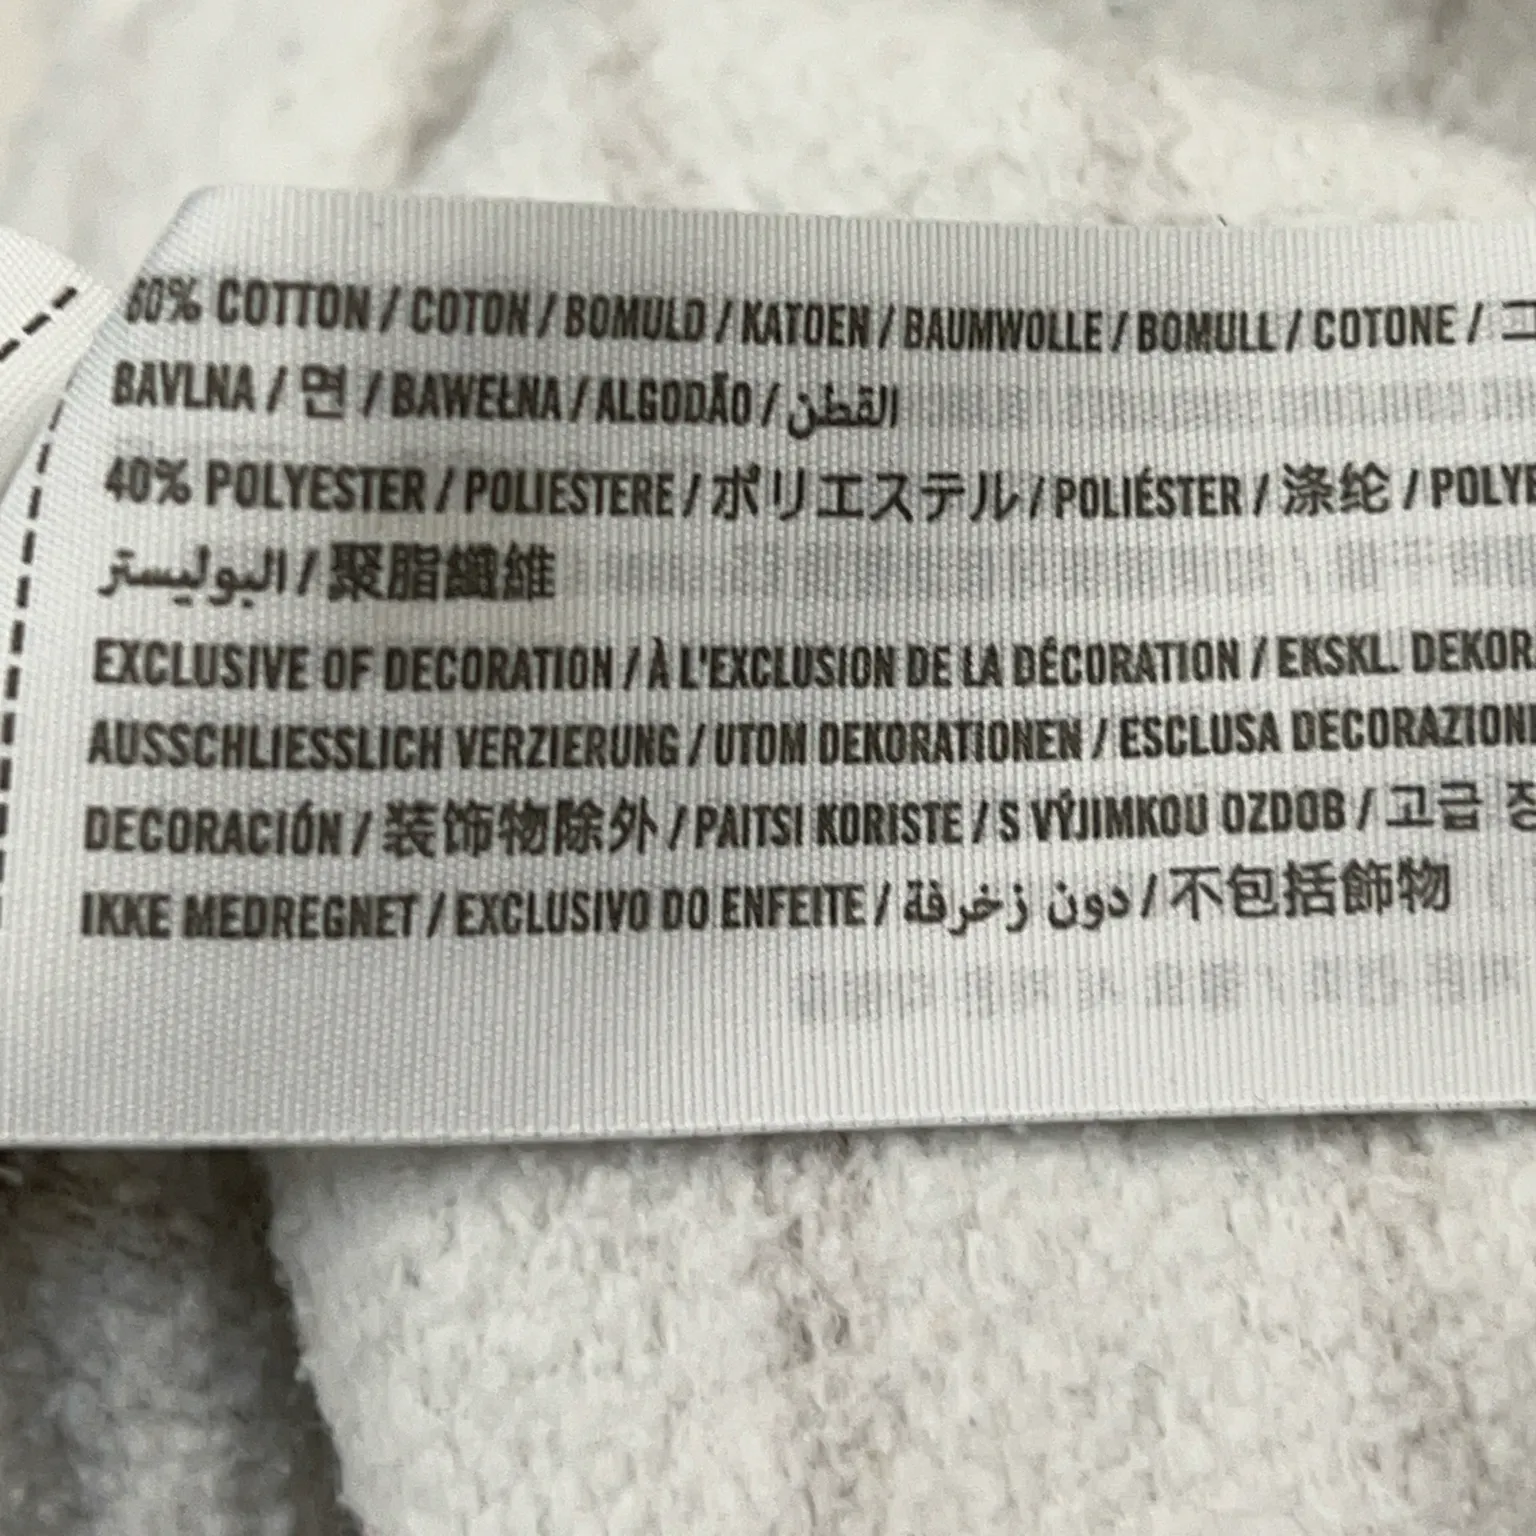 60% COTTON / COTON / BOMULD / KATOEN / BAUMWOLLE / BOMULL / COTONE /
BAVLNA / 면 / BAWEŁNA / ALGODÃO / القطن
40% POLYESTER / POLIESTERE / ポリエステル / POLIÉSTER / 涤纶 /
البوليستر / 聚脂纖維
EXCLUSIVE OF DECORATION / À L'EXCLUSION DE LA DÉCORATION / EKSKL. DEKOR
AUSSCHLIESSLICH VERZIERUNG / UTOM DEKORATIONEN / ESCLUSA DECORAZIONI
DECORACIÓN / 装饰物除外 / PAITSI KORISTE / S VÝJIMKOU OZDOB / 고급
IKKE MEDREGNET / EXCLUSIVO DO ENFEITE / دون زخرفة / 不包括飾物